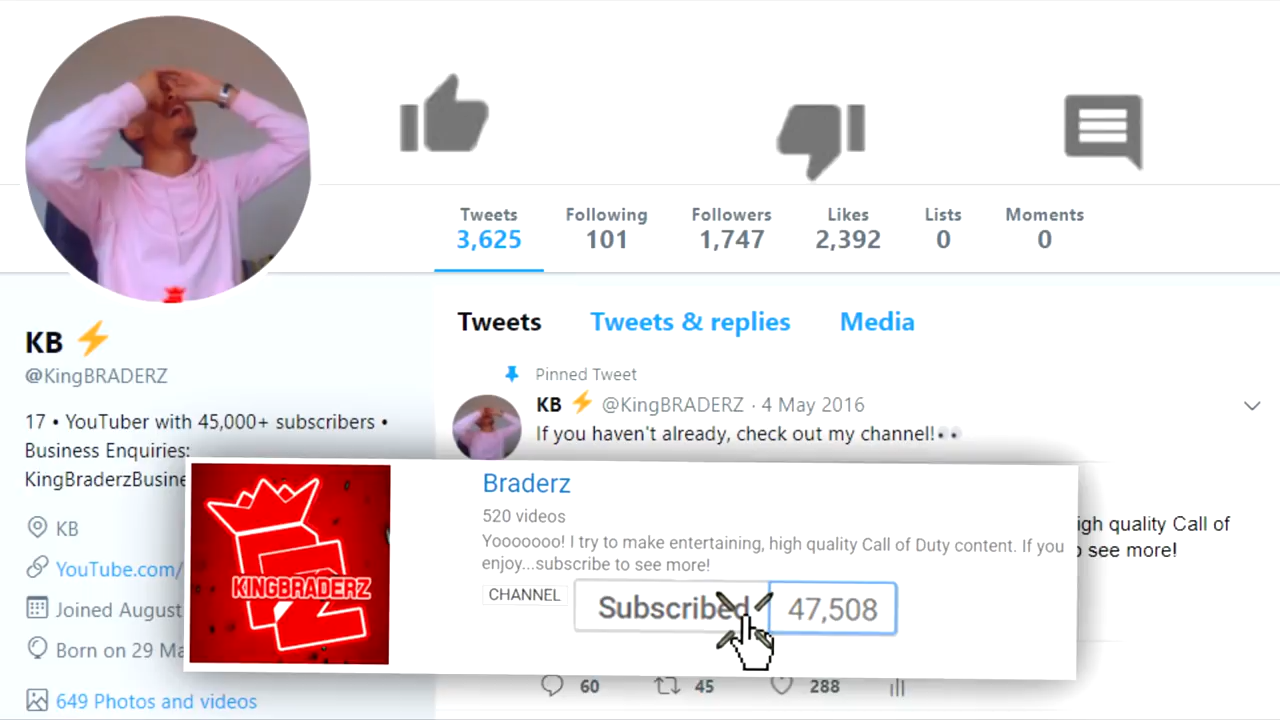 Tweets Following Followers Likes Lists Moments
3,625 101 1,747 2,392 0 0
KB ⚡
@KingBRADERZ
17 • YouTuber with 45,000+ subscribers •
Business Enquiries:
KingBraderzBusine
KB
YouTube.com/
Joined August
Born on 29 Ma
649 Photos and videos
Tweets Tweets & replies Media
Pinned Tweet
KB ⚡ @KingBRADERZ · 4 May 2016
If you haven't already, check out my channel!👀
igh quality Call of
see more!
KINGBRADERZ
Braderz
520 videos
Yooooooo! I try to make entertaining, high quality Call of Duty content. If you
enjoy...subscribe to see more!
CHANNEL Subscribed 47,508
60 45 288